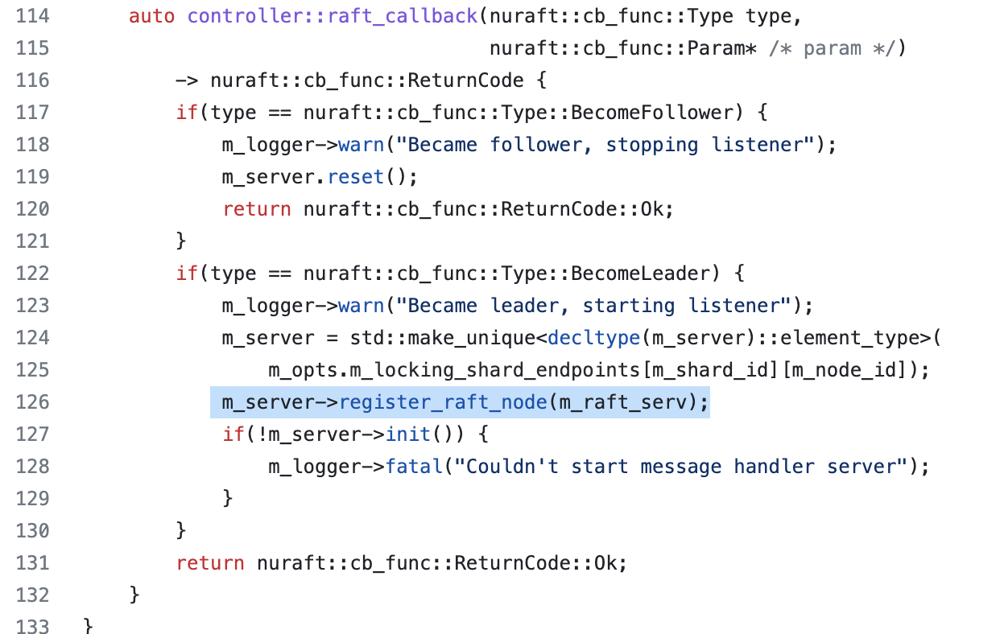 114 auto controller::raft_callback(nuraft::cb_func::Type type,
115 nuraft::cb_func::Param* /* param */)
116 -> nuraft::cb_func::ReturnCode {
117 if(type == nuraft::cb_func::Type::BecomeFollower) {
118 m_logger->warn("Became follower, stopping listener");
119 m_server.reset();
120 return nuraft::cb_func::ReturnCode::Ok;
121 }
122 if(type == nuraft::cb_func::Type::BecomeLeader) {
123 m_logger->warn("Became leader, starting listener");
124 m_server = std::make_unique<decltype(m_server)::element_type>(
125 m_opts.m_locking_shard_endpoints[m_shard_id][m_node_id]);
126 m_server->register_raft_node(m_raft_serv);
127 if(!m_server->init()) {
128 m_logger->fatal("Couldn't start message handler server");
129 }
130 }
131 return nuraft::cb_func::ReturnCode::Ok;
132 }
133 }